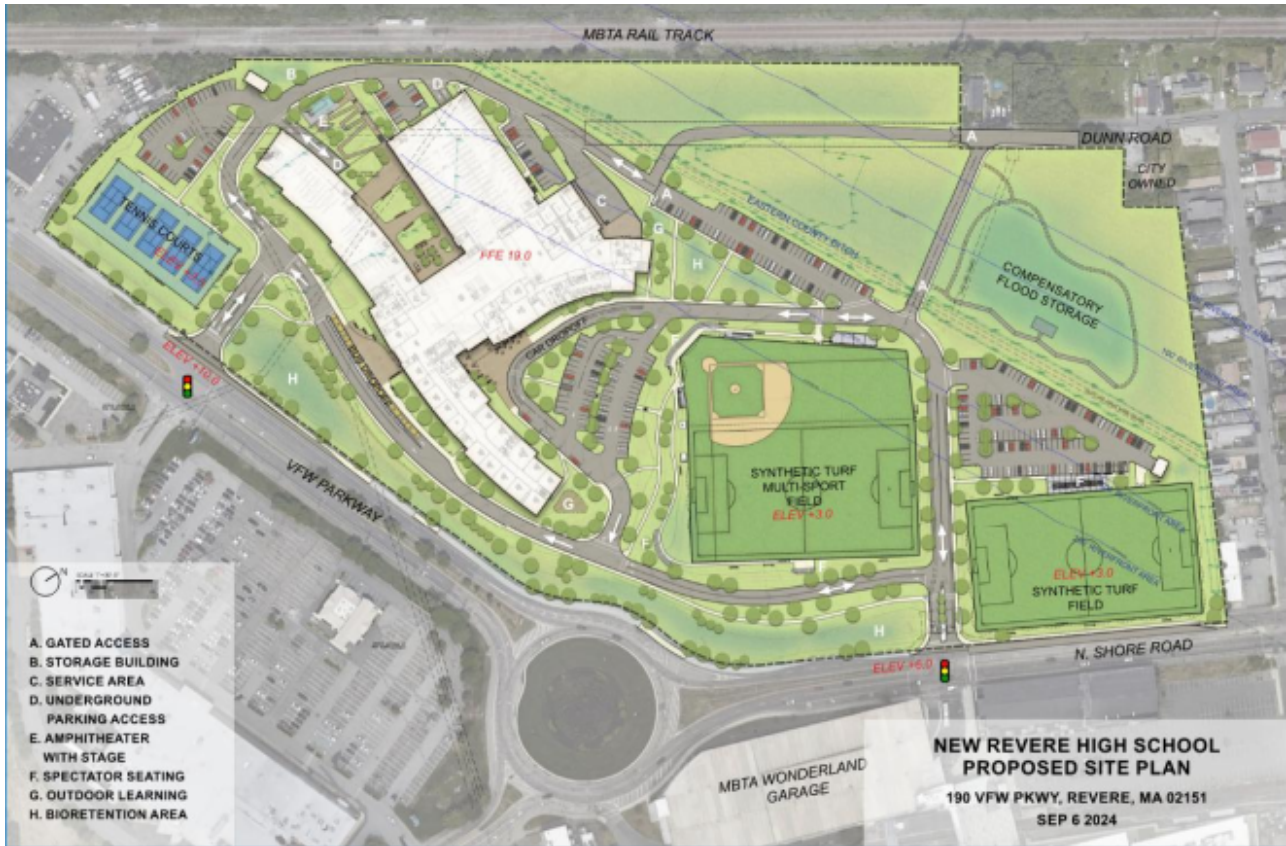 MBTA RAIL TRACK
B
D
A
DUNN ROAD
E
D
CITY
OWNED
A
C
TENNIS COURTS
G
EASTERN COUNTY DITCH
FFE 19.0
H
COMPENSATORY
FLOOD STORAGE
A
CAR DROPOFF
ELEV +10.0
H
VFW PARKWAY
SYNTHETIC TURF
MULTI-SPORT
FIELD
ELEV +3.0
G
F
RIVERFRONT AREA
ELEV +3.0
SYNTHETIC TURF
FIELD
H
N. SHORE ROAD
ELEV +6.0
N
A. GATED ACCESS
B. STORAGE BUILDING
C. SERVICE AREA
D. UNDERGROUND
PARKING ACCESS
E. AMPHITHEATER
WITH STAGE
F. SPECTATOR SEATING
G. OUTDOOR LEARNING
H. BIORETENTION AREA
MBTA WONDERLAND
GARAGE
NEW REVERE HIGH SCHOOL
PROPOSED SITE PLAN
190 VFW PKWY, REVERE, MA 02151
SEP 6 2024